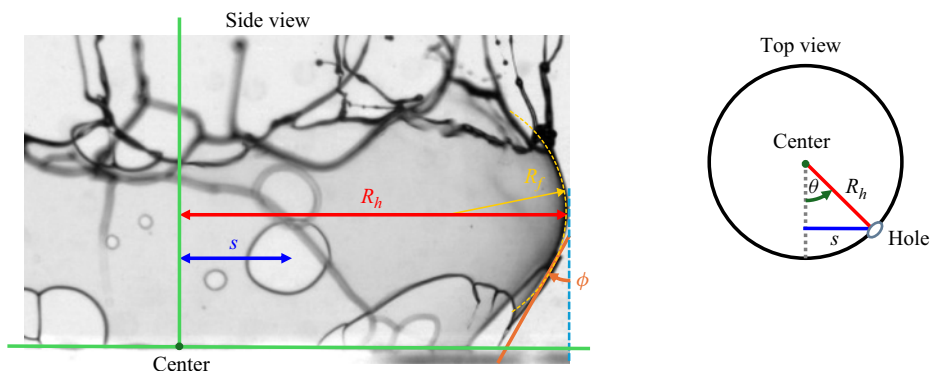 Side view
R_f
R_h
s
ϕ
Center
Top view
Center
θ
R_h
s
Hole